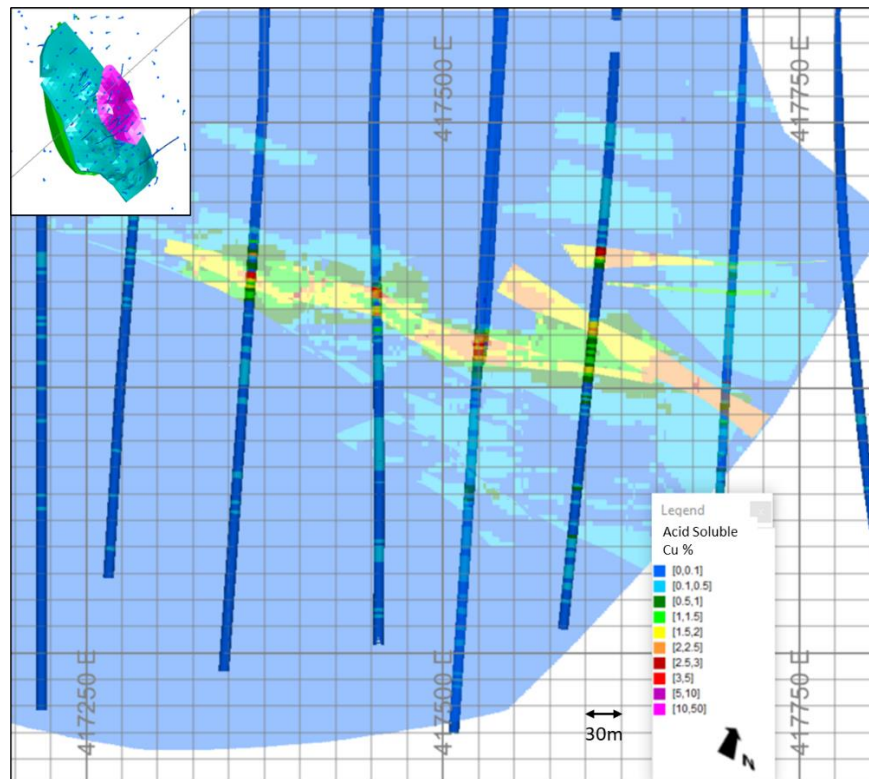 417500 E
417750 E
Legend
Acid Soluble
Cu %
[0,0.1]
[0.1,0.5]
[0.5,1]
[1,1.5]
[1.5,2]
[2,2.5]
[2.5,3]
[3,5]
[5,10]
[10,50]
417250 E
417500 E
30m
417750 E
N